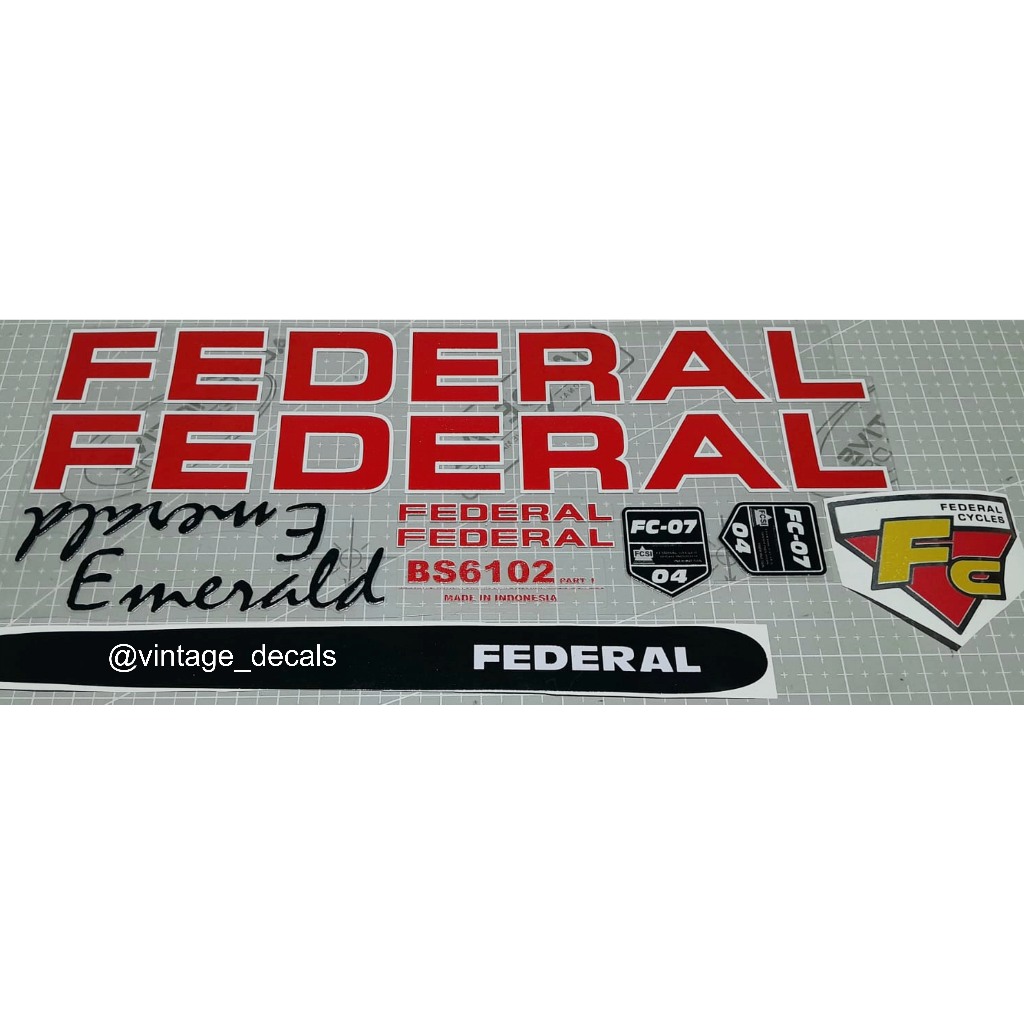 FEDERAL
FEDERAL
Emerald
Emerald
FEDERAL
FEDERAL
BS6102 PART 1
MADE IN INDONESIA
FC-07
FCSI
04
FC-07
FCSI
04
FEDERAL
CYCLES
FC
@vintage_decals
FEDERAL